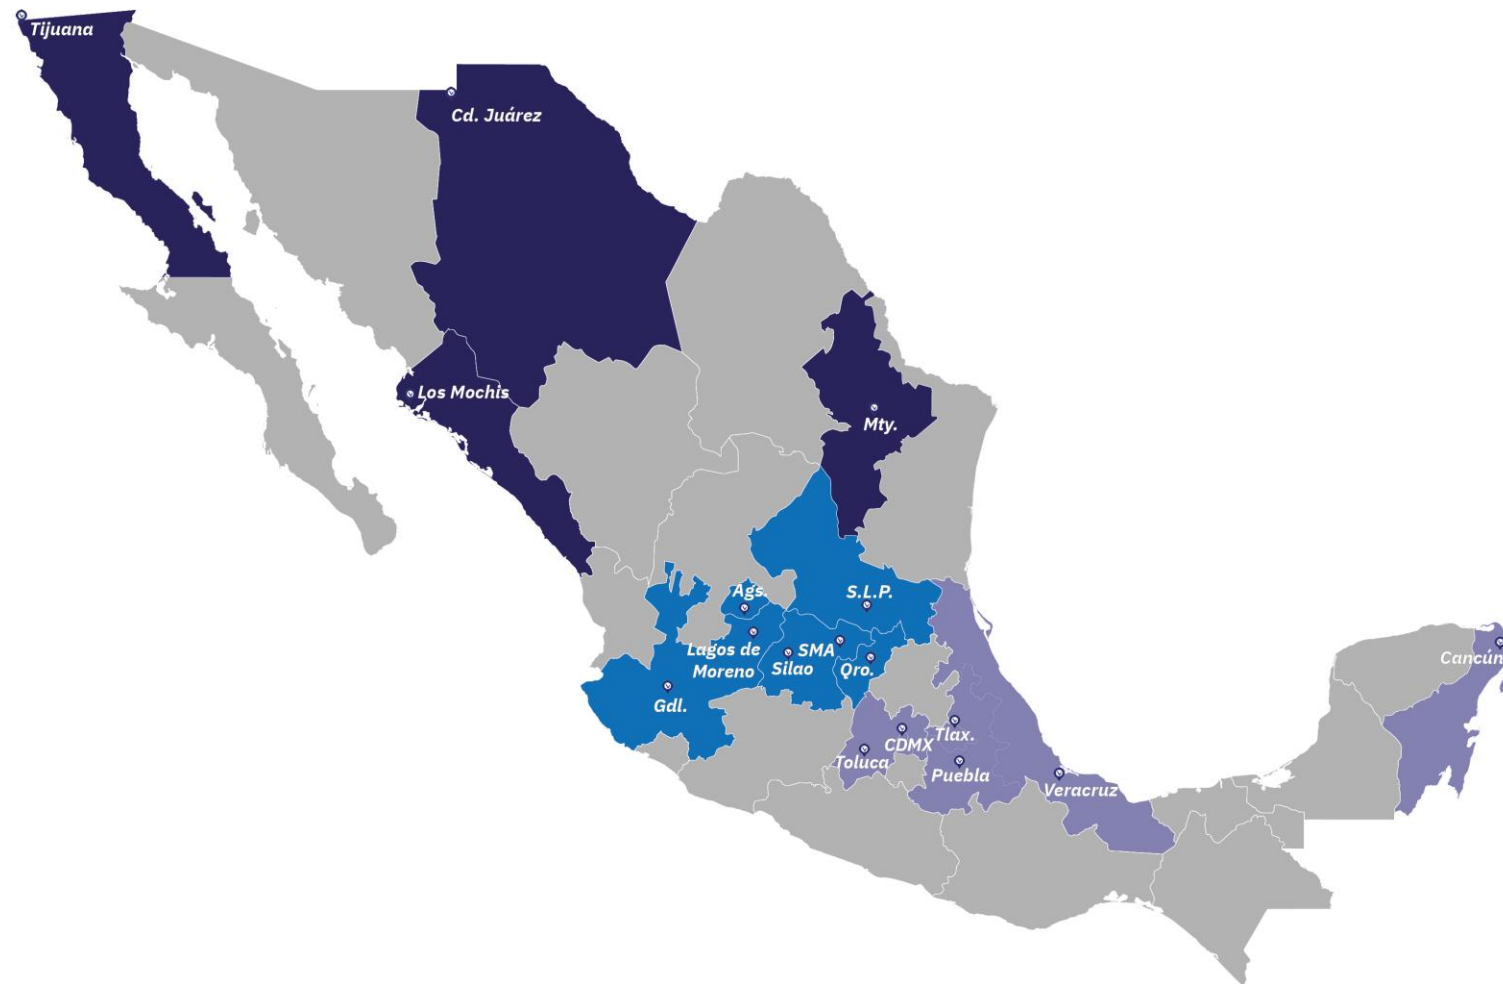 Tijuana
Cd. Juárez
Los Mochis
Mty.
Ags.
S.L.P.
Lagos de
Moreno
SMA
Silao
Qro.
Gdl.
Cancún
CDMX
Tlax.
Toluca
Puebla
Veracruz